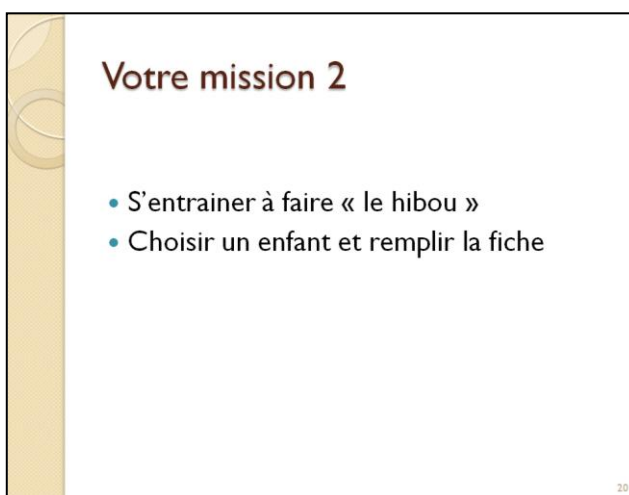 Votre mission 2
• S'entrainer à faire « le hibou »
• Choisir un enfant et remplir la fiche
20